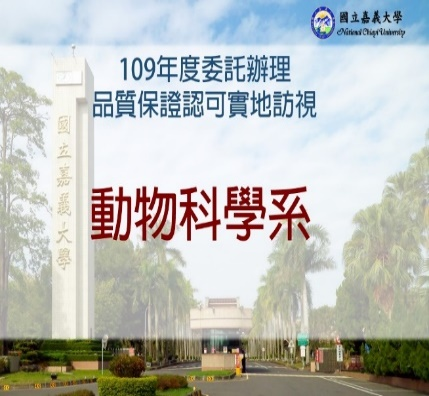 國立嘉義大學
National Chiayi University
109年度委託辦理
品質保證認可實地訪視
國立嘉義大學
動物科學系